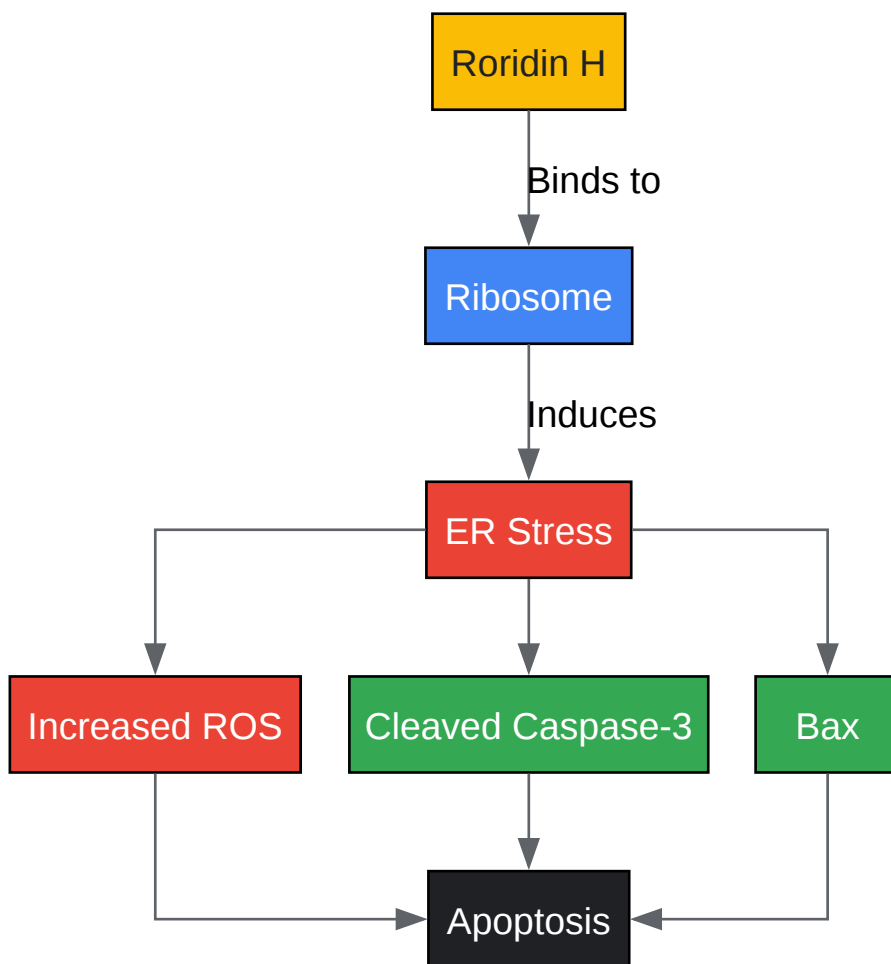 Roridin H
Binds to
Ribosome
Induces
ER Stress
Increased ROS
Cleaved Caspase-3
Bax
Apoptosis